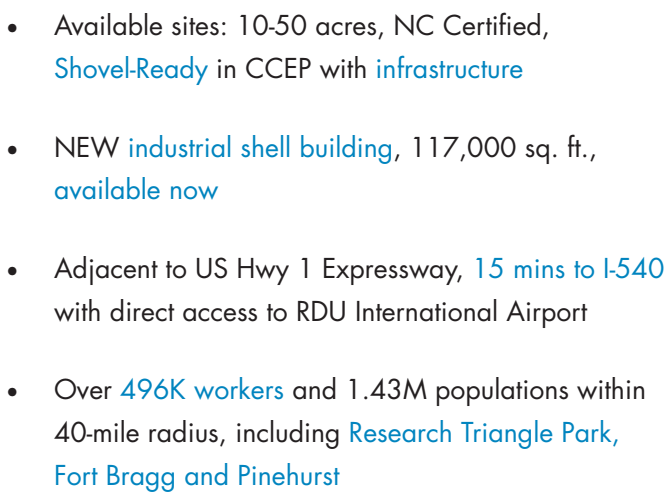 • Available sites: 10-50 acres, NC Certified,
Shovel-Ready in CCEP with infrastructure
• NEW industrial shell building, 117,000 sq. ft.,
available now
• Adjacent to US Hwy 1 Expressway, 15 mins to I-540
with direct access to RDU International Airport
• Over 496K workers and 1.43M populations within
40-mile radius, including Research Triangle Park,
Fort Bragg and Pinehurst